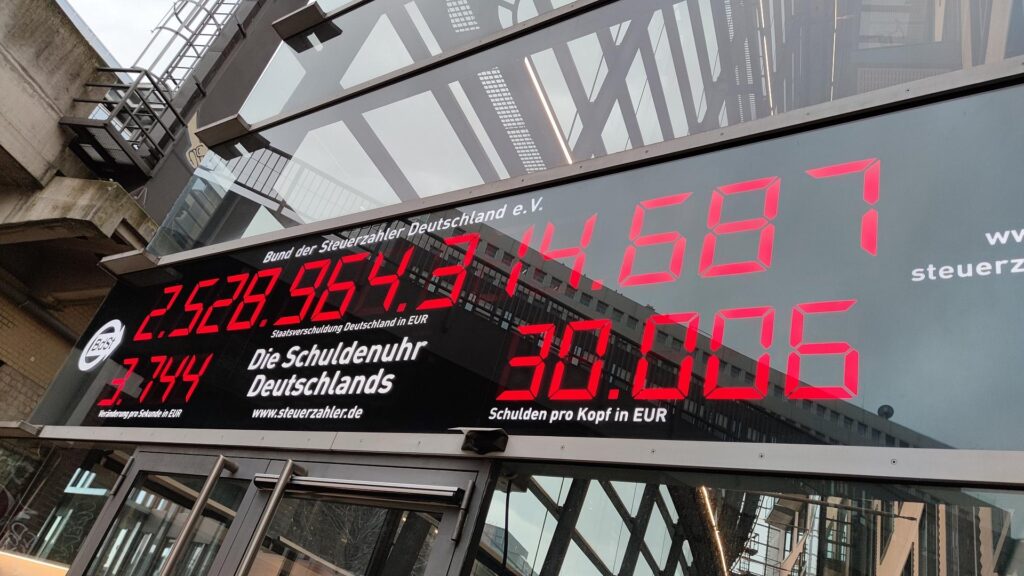 Bund der Steuerzahler Deutschland e.V.
2.528.964.314.687
Staatsverschuldung Deutschland in EUR
BdSt
3.744
Veränderung pro Sekunde in EUR
Die Schuldenuhr
Deutschlands
www.steuerzahler.de
30.006
Schulden pro Kopf in EUR